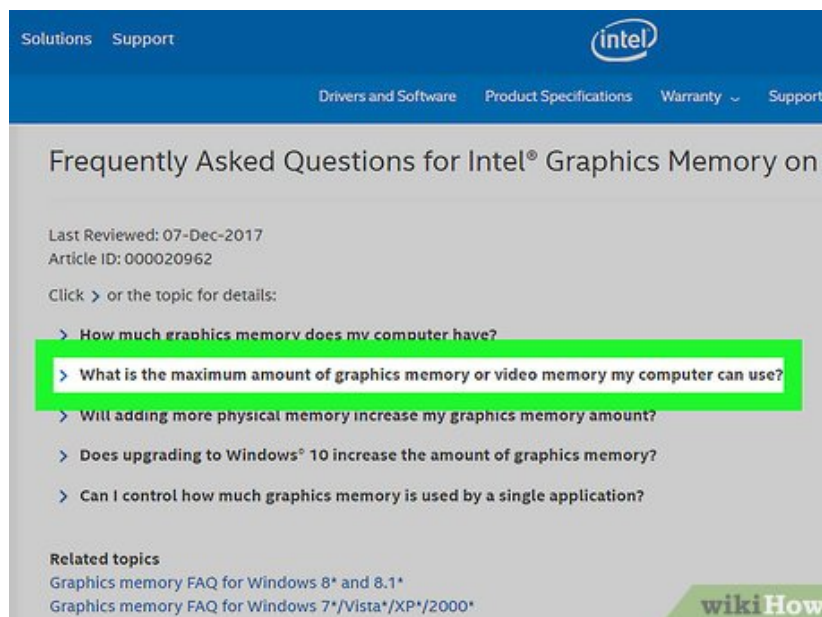 Solutions Support
intel
Drivers and Software Product Specifications Warranty Support
Frequently Asked Questions for Intel® Graphics Memory on
Last Reviewed: 07-Dec-2017
Article ID: 000020962
Click > or the topic for details:
> How much graphics memory does my computer have?
> What is the maximum amount of graphics memory or video memory my computer can use?
> Will adding more physical memory increase my graphics memory amount?
> Does upgrading to Windows® 10 increase the amount of graphics memory?
> Can I control how much graphics memory is used by a single application?
Related topics
Graphics memory FAQ for Windows 8* and 8.1*
Graphics memory FAQ for Windows 7*/Vista*/XP*/2000*
wikiHow